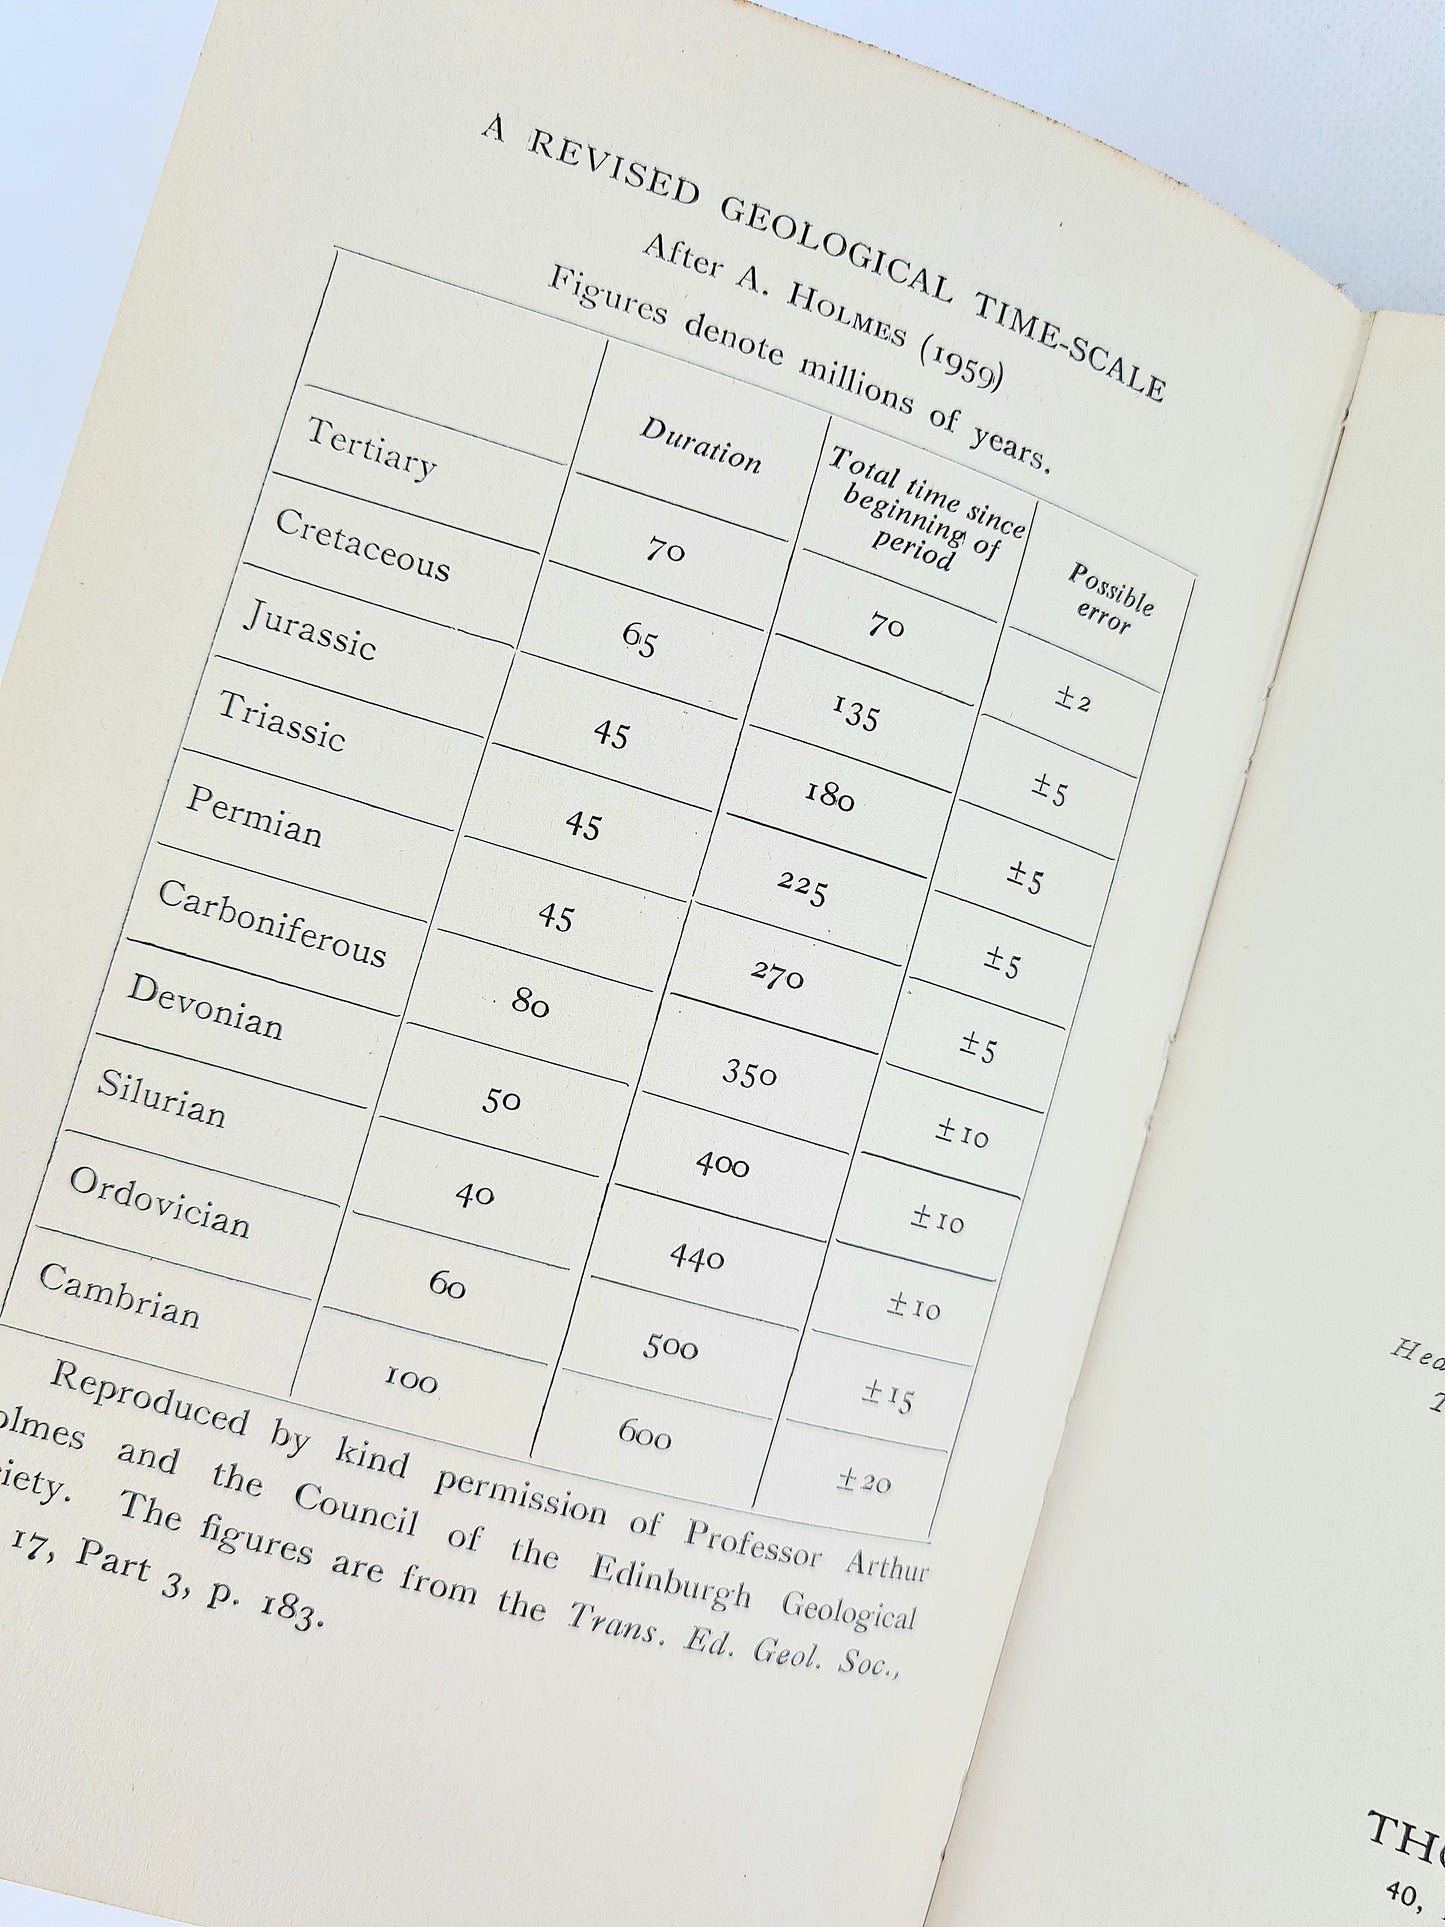 A REVISED GEOLOGICAL TIME-SCALE
After A. HOLMES (1959)
Figures denote millions of years.
Duration Total time since beginning of period Possible error
Tertiary 70 70 ±2
Cretaceous 65 135 ±5
Jurassic 45 180 ±5
Triassic 45 225 ±5
Permian 45 270 ±5
Carboniferous 80 350 ±10
Devonian 50 400 ±10
Silurian 40 440 ±10
Ordovician 60 500 ±15
Cambrian 100 600 ±20
Reproduced by kind permission of Professor Arthur
olmes and the Council of the Edinburgh Geological
iety. The figures are from the Trans. Ed. Geol. Soc.,
17, Part 3, p. 183.
Hea
T
THO
40,